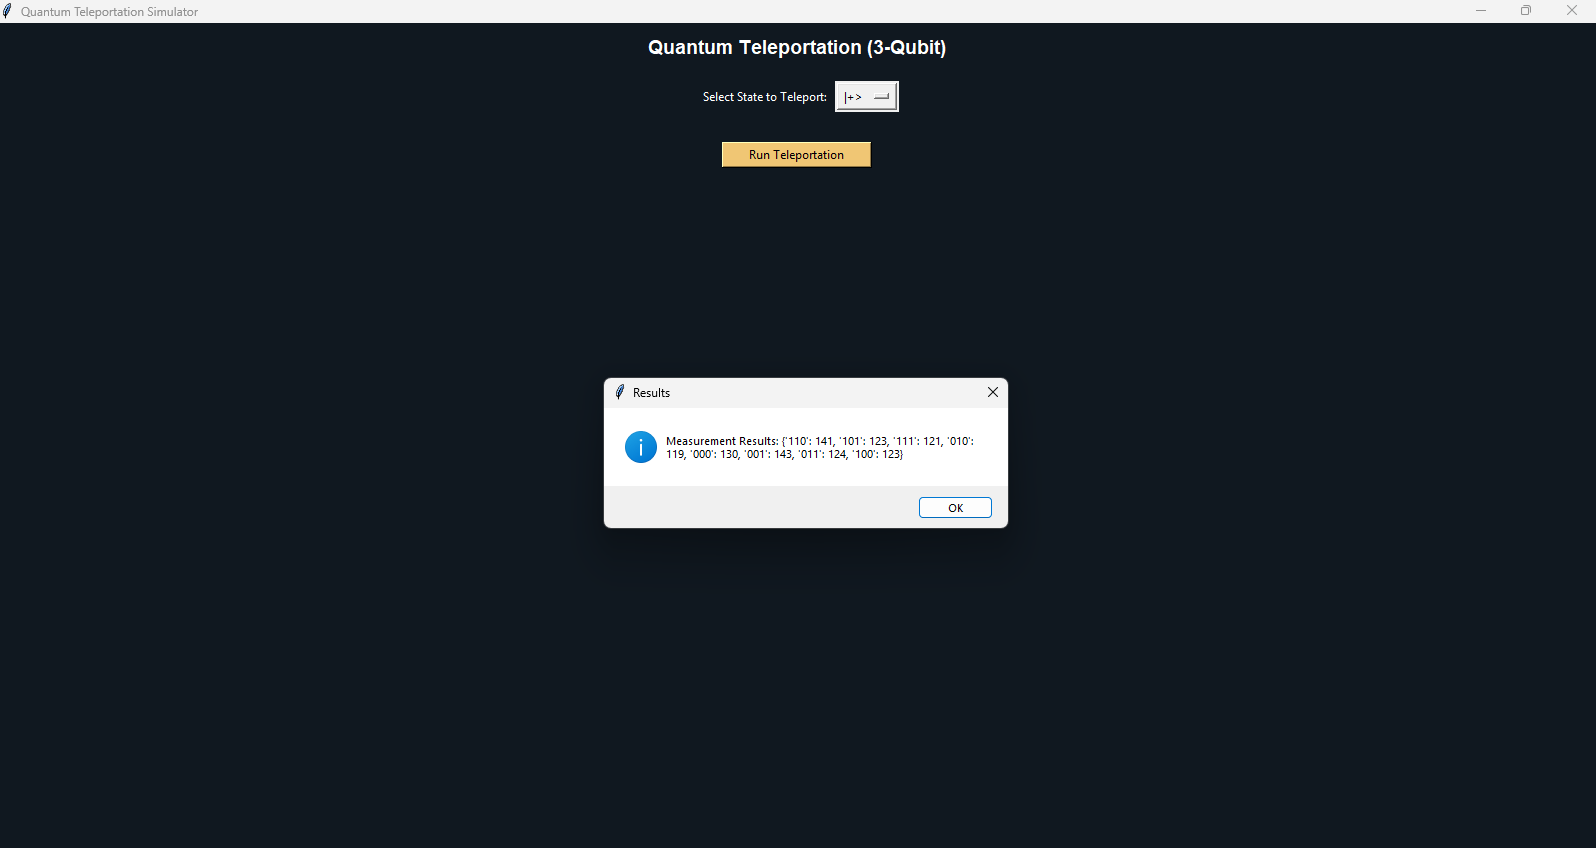 Quantum Teleportation Simulator
Quantum Teleportation (3-Qubit)
Select State to Teleport: |+>
Run Teleportation
Results
Measurement Results: {'110': 141, '101': 123, '111': 121, '010':
119, '000': 130, '001': 143, '011': 124, '100': 123}
OK